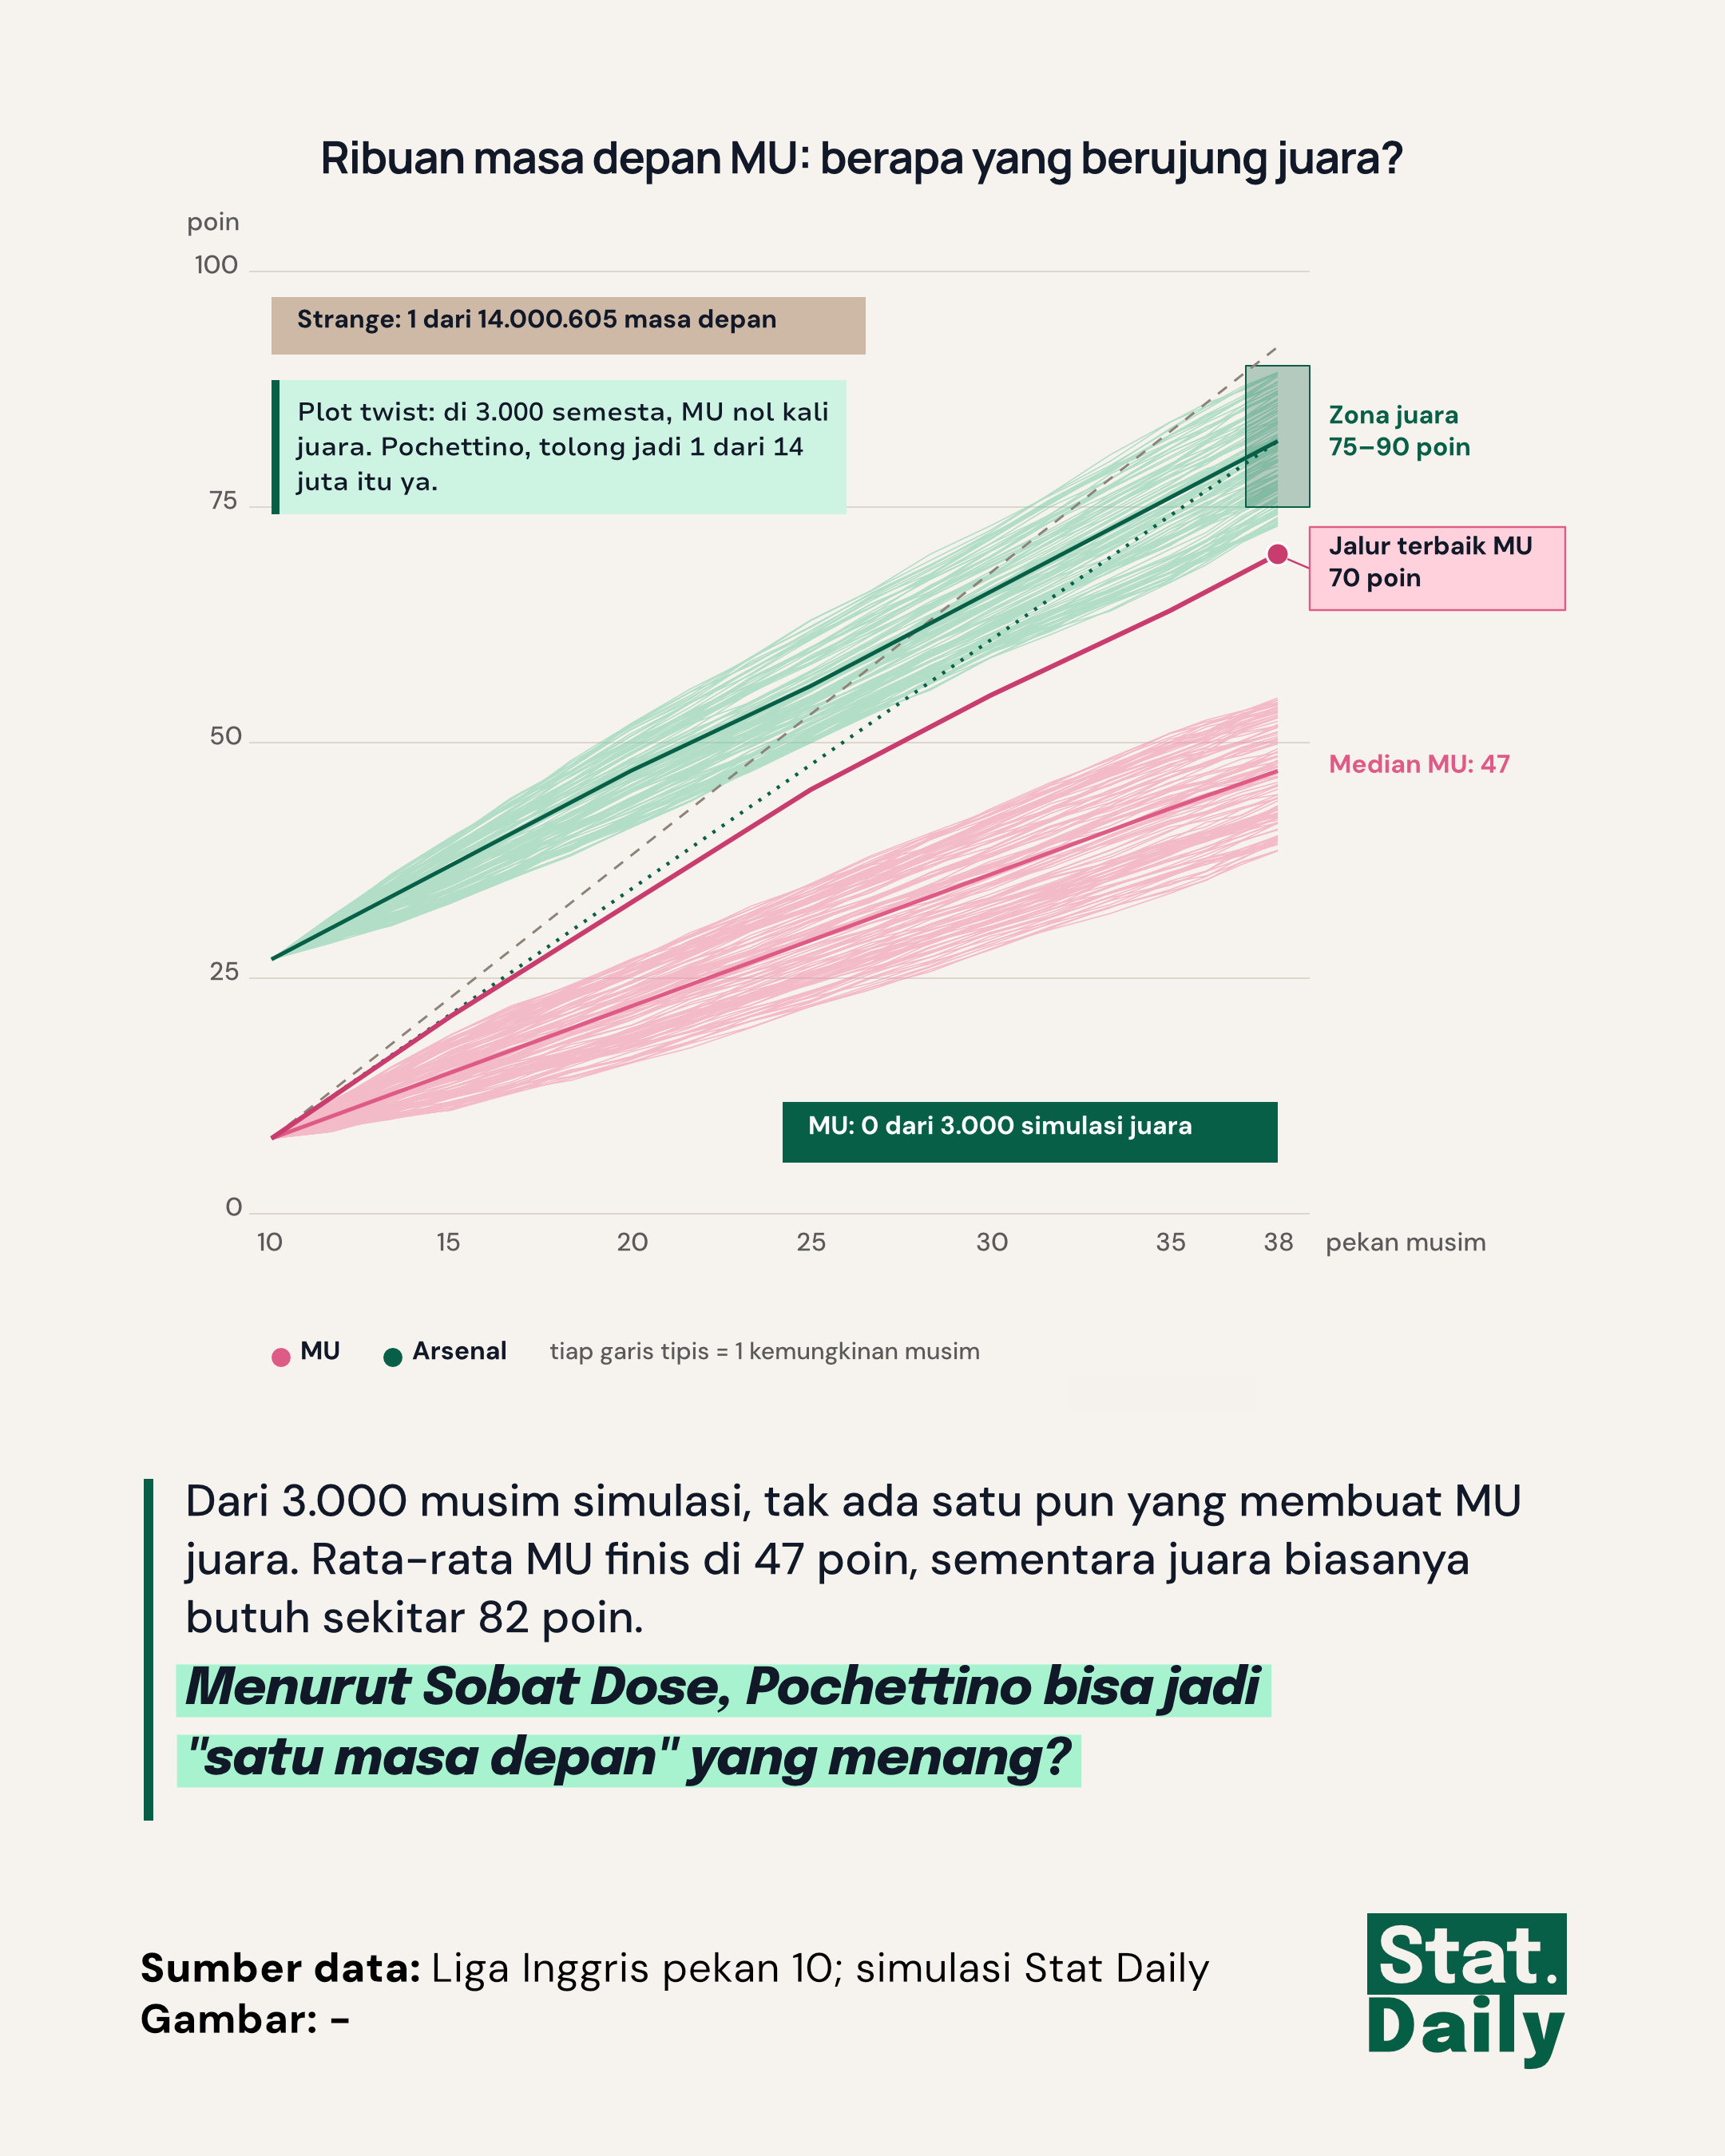 Ribuan masa depan MU: berapa yang berujung juara?
poin
100
Strange: 1 dari 14.000.605 masa depan
Plot twist: di 3.000 semesta, MU nol kali
juara. Pochettino, tolong jadi 1 dari 14
juta itu ya.
Zona juara
75–90 poin
75
Jalur terbaik MU
70 poin
50
Median MU: 47
25
MU: 0 dari 3.000 simulasi juara
0
10 15 20 25 30 35 38 pekan musim
MU Arsenal tiap garis tipis = 1 kemungkinan musim
Dari 3.000 musim simulasi, tak ada satu pun yang membuat MU
juara. Rata-rata MU finis di 47 poin, sementara juara biasanya
butuh sekitar 82 poin.
Menurut Sobat Dose, Pochettino bisa jadi
"satu masa depan" yang menang?
Sumber data: Liga Inggris pekan 10; simulasi Stat Daily
Gambar: -
Stat.
Daily